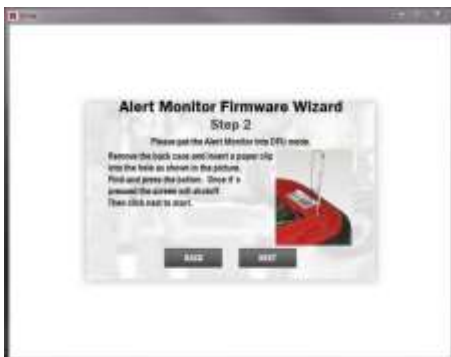 Alert Monitor Firmware Wizard
Step 2
Please put the Alert Monitor into DFU mode.
Remove the back case and insert a paper clip
into the hole as shown in the picture.
Find and press the button. Once it's
pressed the screen will shutoff.
Then click next to start.
BACK NEXT